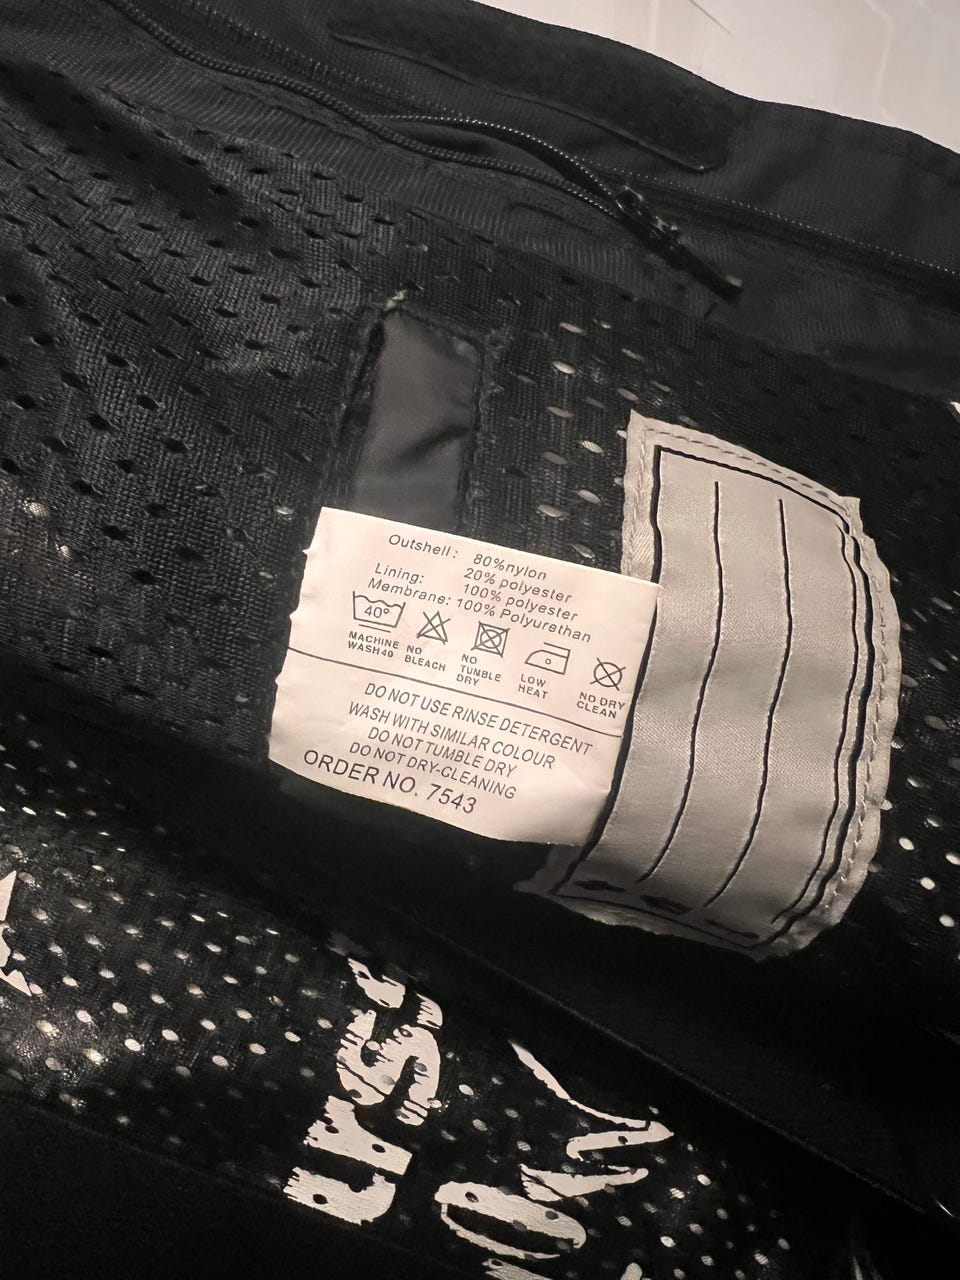 Outshell: 80%nylon
20% polyester
Lining: 100% polyester
Membrane: 100% Polyurethan
40°
MACHINE WASH40
NO BLEACH
NO TUMBLE DRY
LOW HEAT
NO DRY CLEAN
DO NOT USE RINSE DETERGENT
WASH WITH SIMILAR COLOUR
DO NOT TUMBLE DRY
DO NOT DRY-CLEANING
ORDER NO. 7543